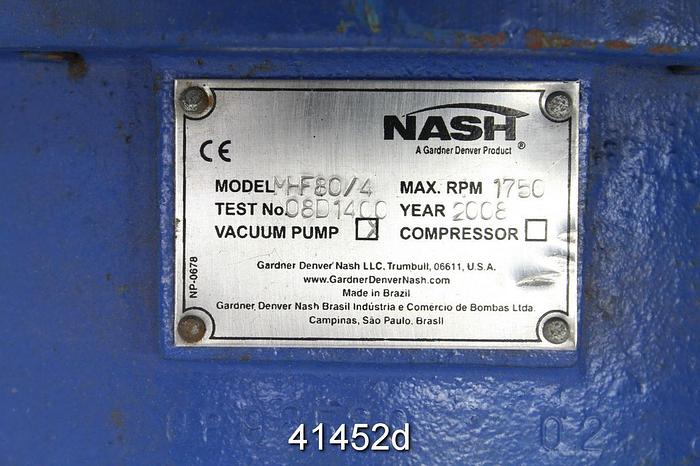 NASH ®
A Gardner Denver Product
CE
MODEL MHF80/4 MAX. RPM 1750
TEST No. 08D1400 YEAR 2008
VACUUM PUMP X COMPRESSOR
Gardner Denver Nash LLC, Trumbull, 06611, U.S.A.
www.GardnerDenverNash.com
Made in Brazil
Gardner Denver Nash Brasil Indústria e Comércio de Bombas Ltda.
Campinas, São Paulo, Brasil
NP-0678
41452d